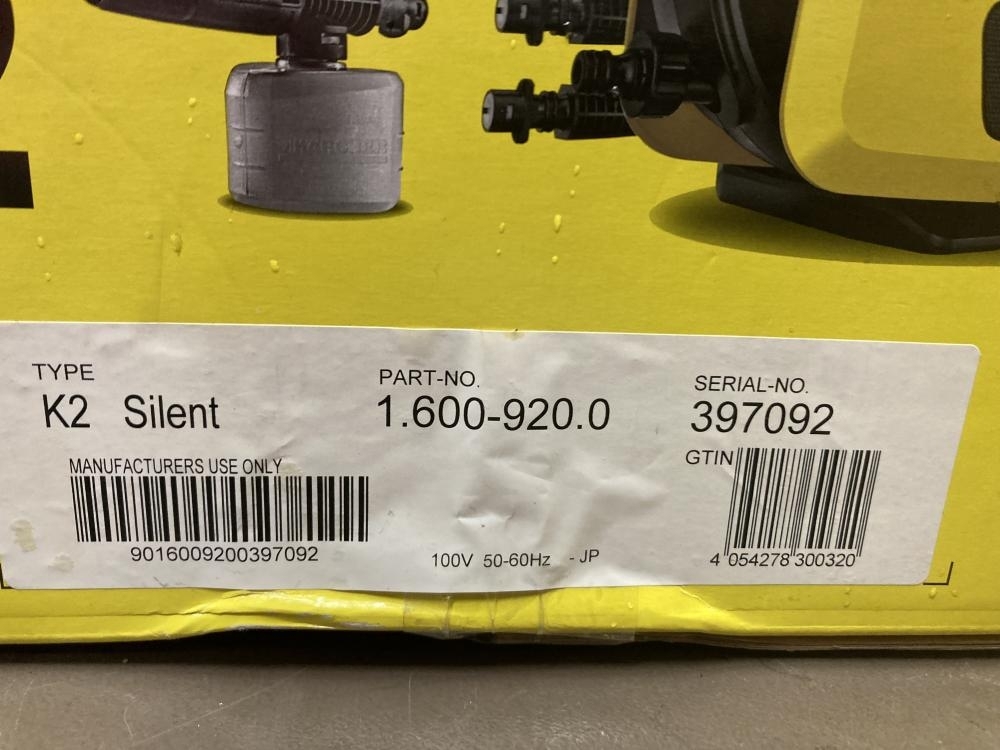 TYPE
K2 Silent
PART-NO.
1.600-920.0
SERIAL-NO.
397092
MANUFACTURERS USE ONLY
9016009200397092
100V 50-60Hz - JP
GTIN
4 054278 300320